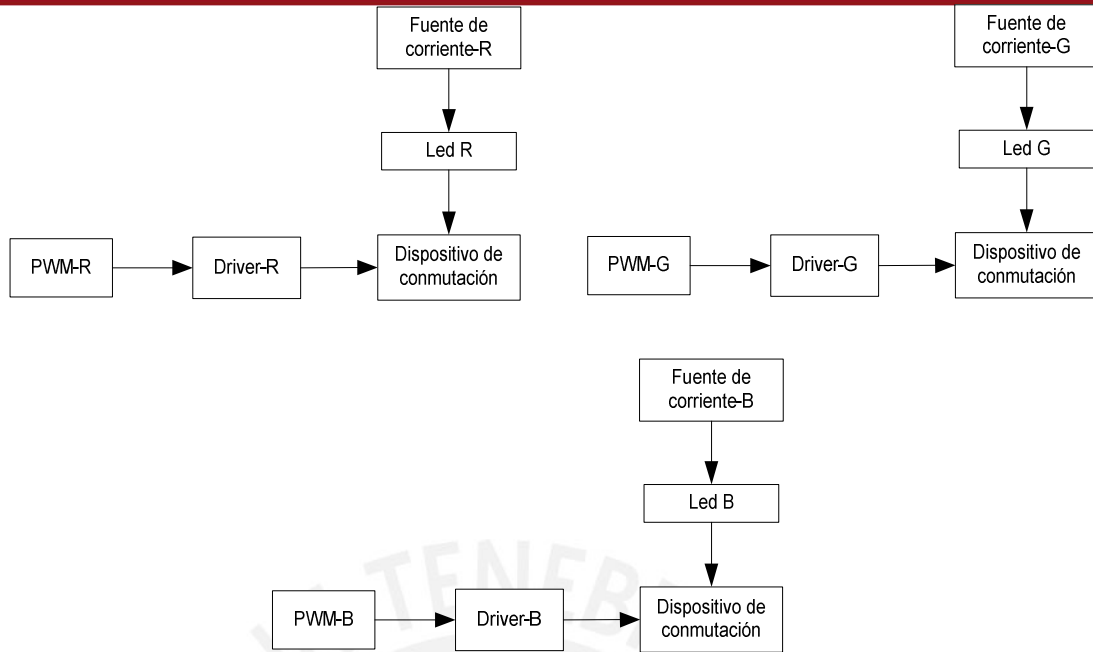 Fuente de
corriente-R
Led R
PWM-R
Driver-R
Dispositivo de
conmutación
Fuente de
corriente-G
Led G
PWM-G
Driver-G
Dispositivo de
conmutación
Fuente de
corriente-B
Led B
PWM-B
Driver-B
Dispositivo de
conmutación